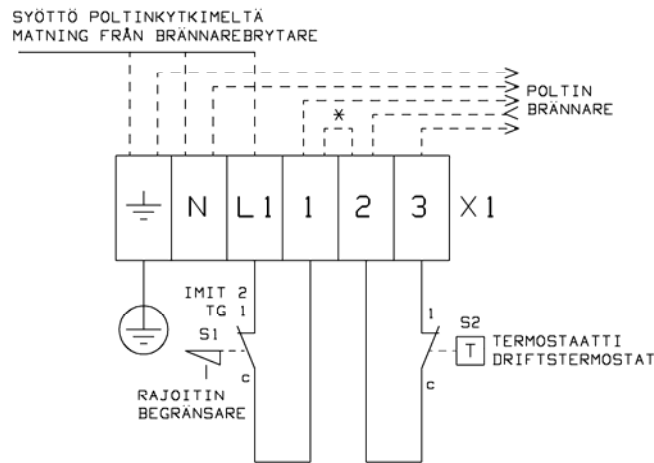 SYÖTTÖ POLTINKYTKIMELTÄ
MATNING FRÅN BRÄNNAREBRYTARE
POLTIN
BRÄNNARE
*
N L1 1 2 3 X1
IMIT 2
TG 1
S1
c
RAJOITIN
BEGRÄNSARE
1
S2
T
TERMOSTAATTI
DRIFTSTERMOSTAT
c